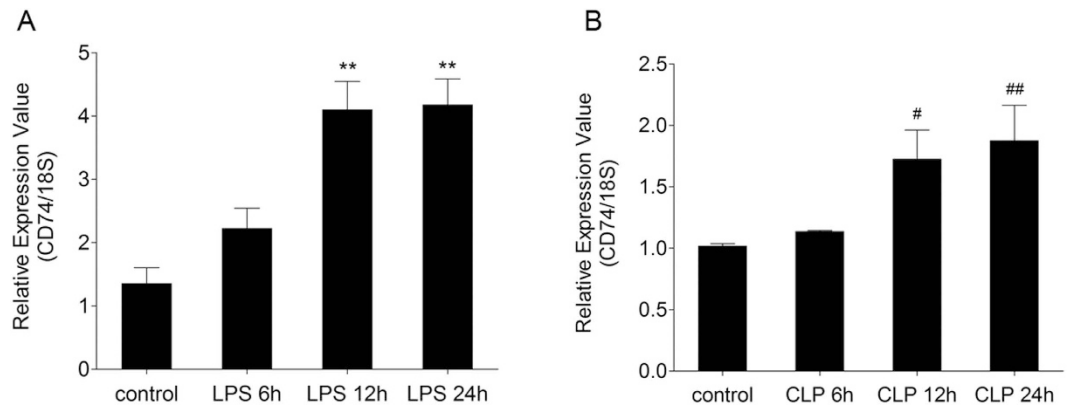 A
Relative Expression Value
(CD74/18S)
5
4
3
2
1
0
**
**
control
LPS 6h
LPS 12h
LPS 24h
B
Relative Expression Value
(CD74/18S)
2.5
2.0
1.5
1.0
0.5
0.0
#
##
control
CLP 6h
CLP 12h
CLP 24h